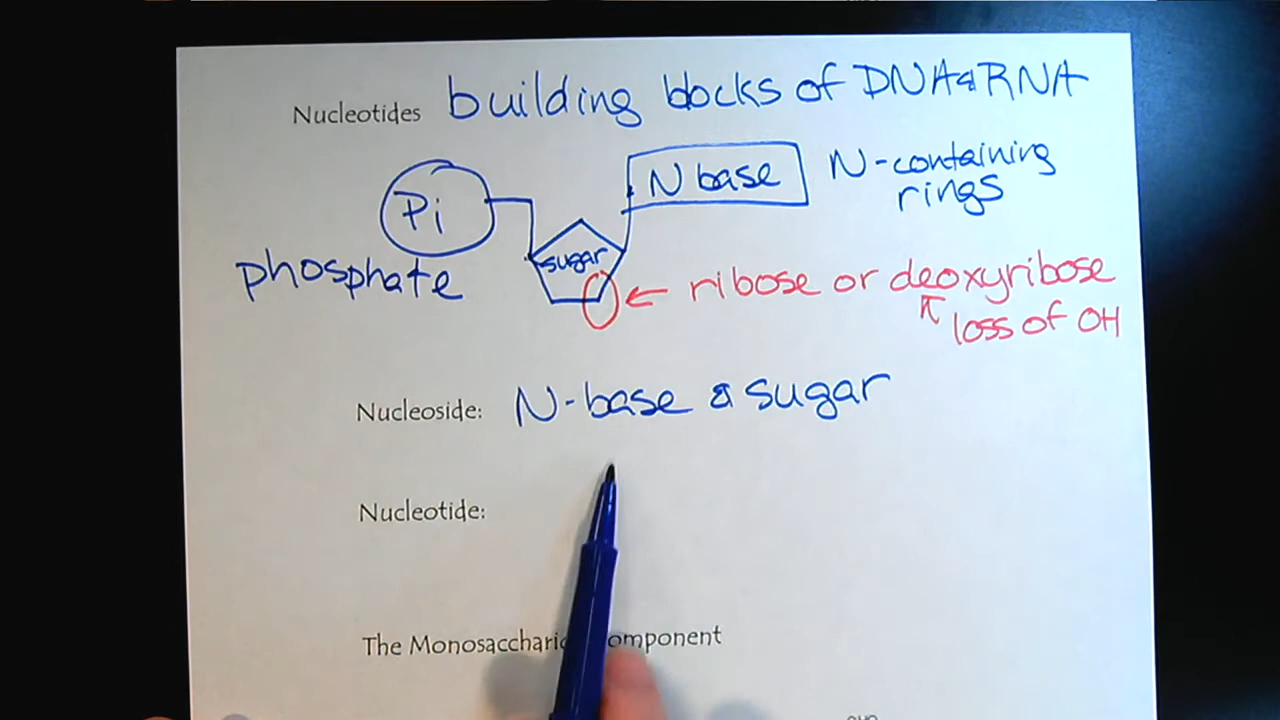 Nucleotides building blocks of DNA & RNA
Pi
N base
N-containing
rings
phosphate
sugar
← ribose or deoxyribose
↑ loss of OH
Nucleoside: N-base & sugar
Nucleotide:
The Monosaccharid omponent